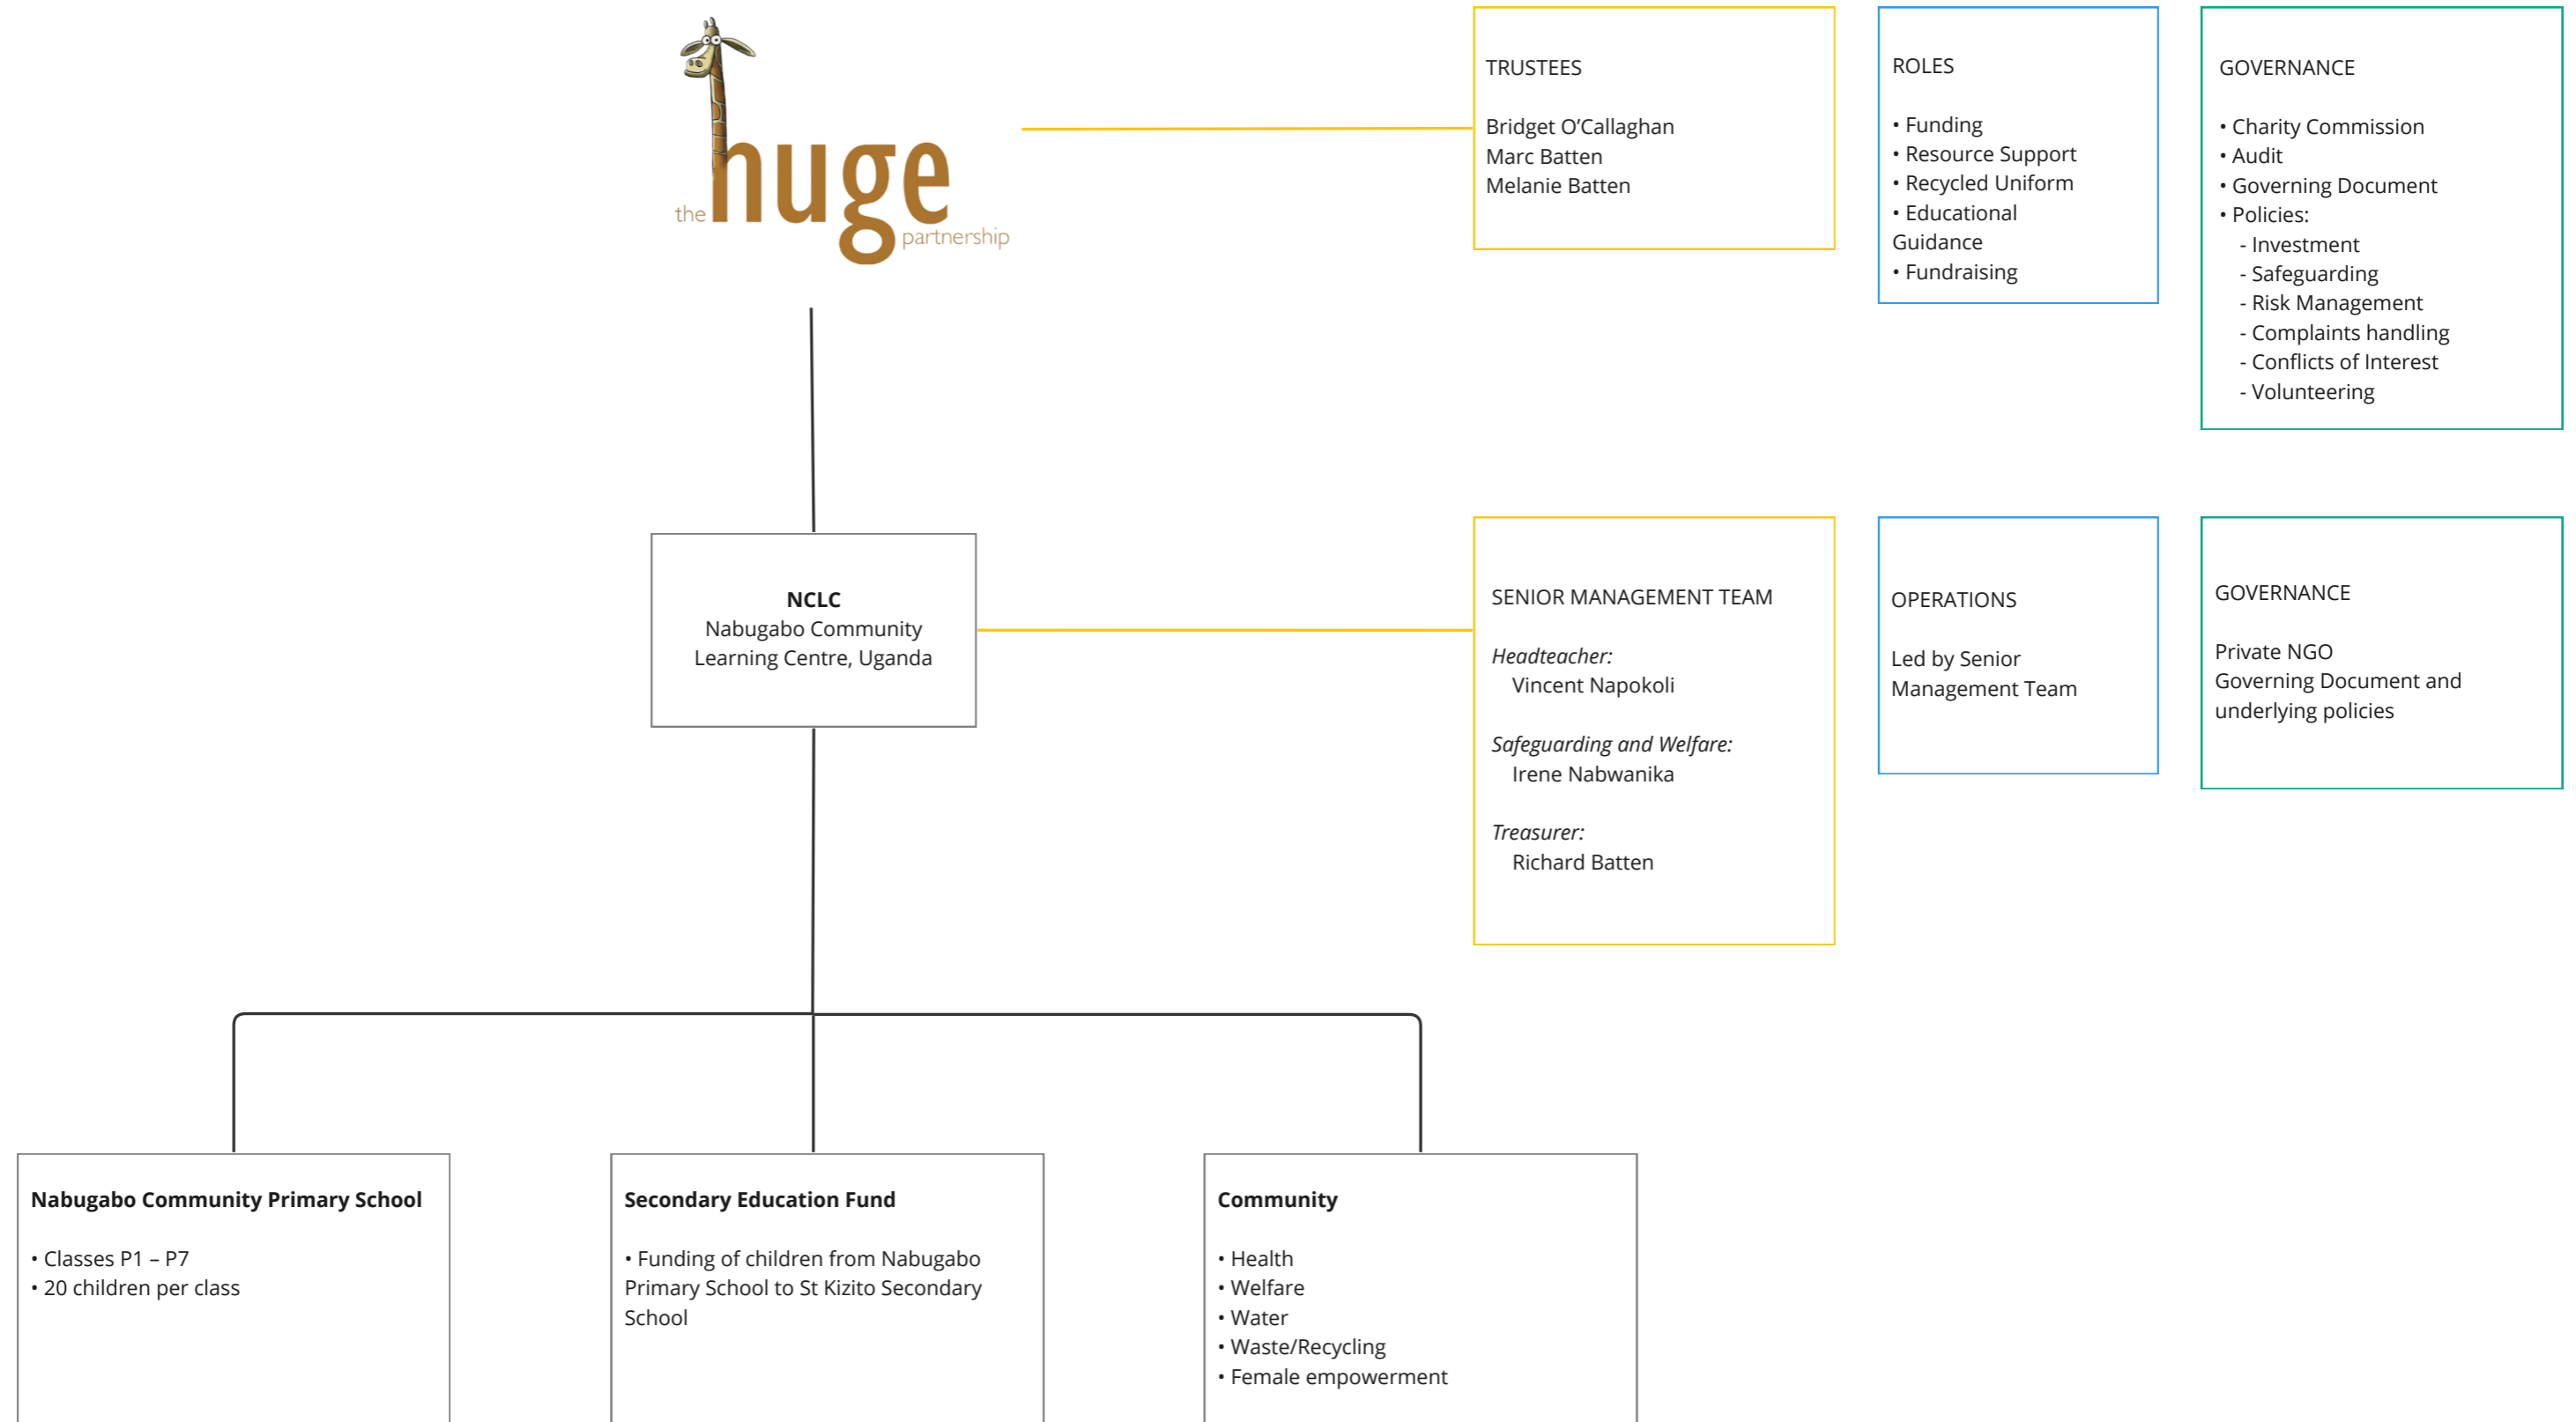 the huge partnership
TRUSTEES
Bridget O’Callaghan
Marc Batten
Melanie Batten
ROLES
• Funding
• Resource Support
• Recycled Uniform
• Educational
Guidance
• Fundraising
GOVERNANCE
• Charity Commission
• Audit
• Governing Document
• Policies:
- Investment
- Safeguarding
- Risk Management
- Complaints handling
- Conflicts of Interest
- Volunteering
NCLC
Nabugabo Community
Learning Centre, Uganda
SENIOR MANAGEMENT TEAM
Headteacher:
Vincent Napokoli
Safeguarding and Welfare:
Irene Nabwanika
Treasurer:
Richard Batten
OPERATIONS
Led by Senior
Management Team
GOVERNANCE
Private NGO
Governing Document and
underlying policies
Nabugabo Community Primary School
• Classes P1 – P7
• 20 children per class
Secondary Education Fund
• Funding of children from Nabugabo
Primary School to St Kizito Secondary
School
Community
• Health
• Welfare
• Water
• Waste/Recycling
• Female empowerment